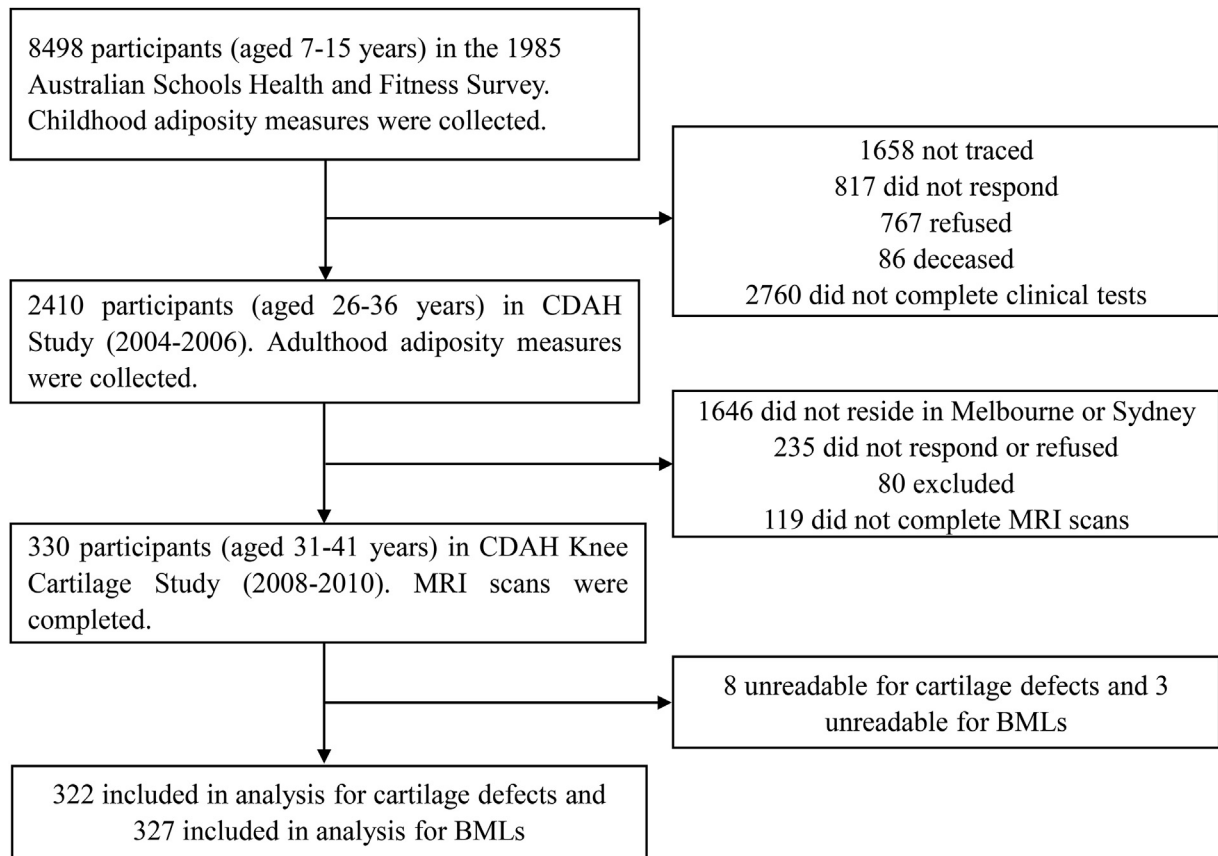 8498 participants (aged 7-15 years) in the 1985
Australian Schools Health and Fitness Survey.
Childhood adiposity measures were collected.
1658 not traced
817 did not respond
767 refused
86 deceased
2760 did not complete clinical tests
2410 participants (aged 26-36 years) in CDAH
Study (2004-2006). Adulthood adiposity measures
were collected.
1646 did not reside in Melbourne or Sydney
235 did not respond or refused
80 excluded
119 did not complete MRI scans
330 participants (aged 31-41 years) in CDAH Knee
Cartilage Study (2008-2010). MRI scans were
completed.
8 unreadable for cartilage defects and 3
unreadable for BMLs
322 included in analysis for cartilage defects and
327 included in analysis for BMLs